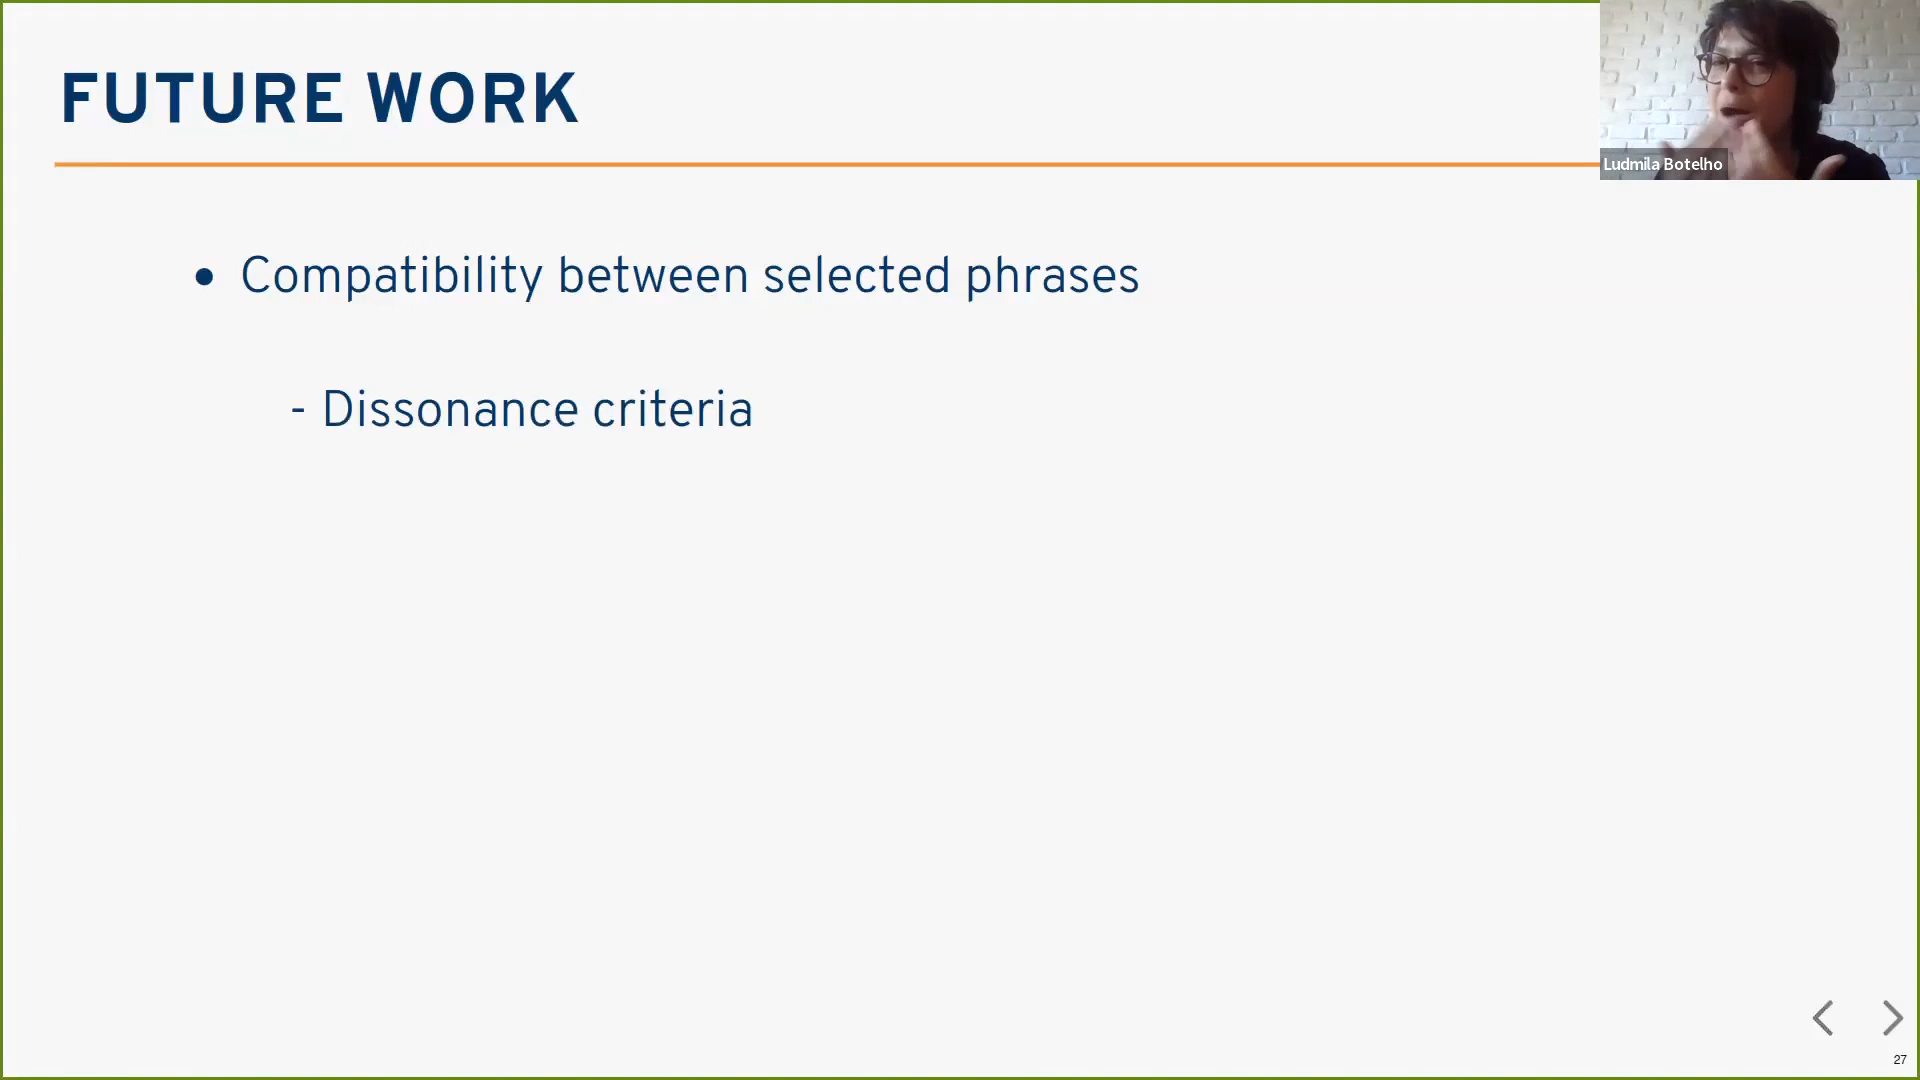 FUTURE WORK
Ludmila Botelho
• Compatibility between selected phrases
- Dissonance criteria
27